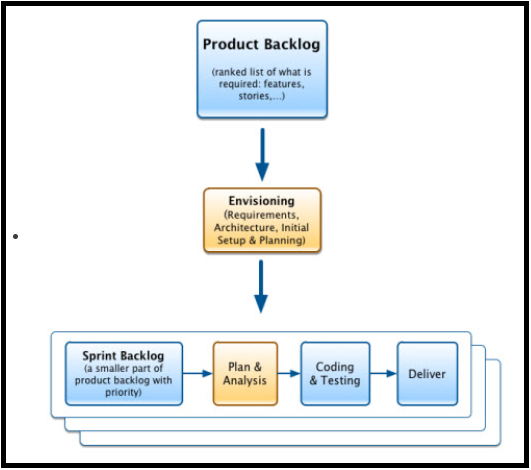 Product Backlog
(ranked list of what is
required: features,
stories,...)
Envisioning
(Requirements,
Architecture, Initial
Setup & Planning)
Sprint Backlog
(a smaller part of
product backlog with
priority)
Plan &
Analysis
Coding
& Testing
Deliver